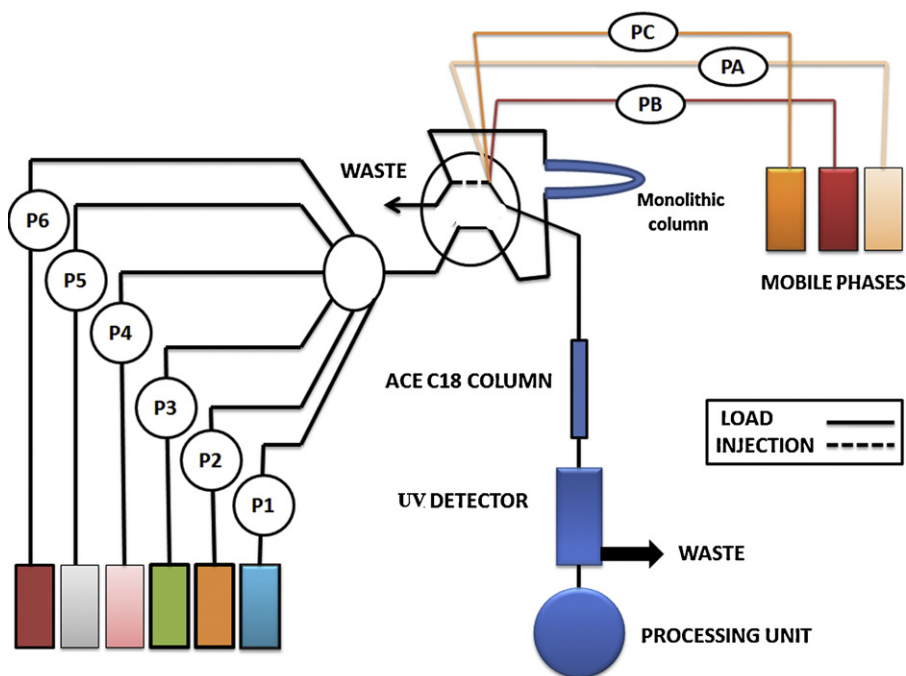 PC
PA
PB
WASTE
Monolithic
column
P6
P5
P4
P3
P2
P1
MOBILE PHASES
ACE C18 COLUMN
LOAD
INJECTION
UV DETECTOR
WASTE
PROCESSING UNIT